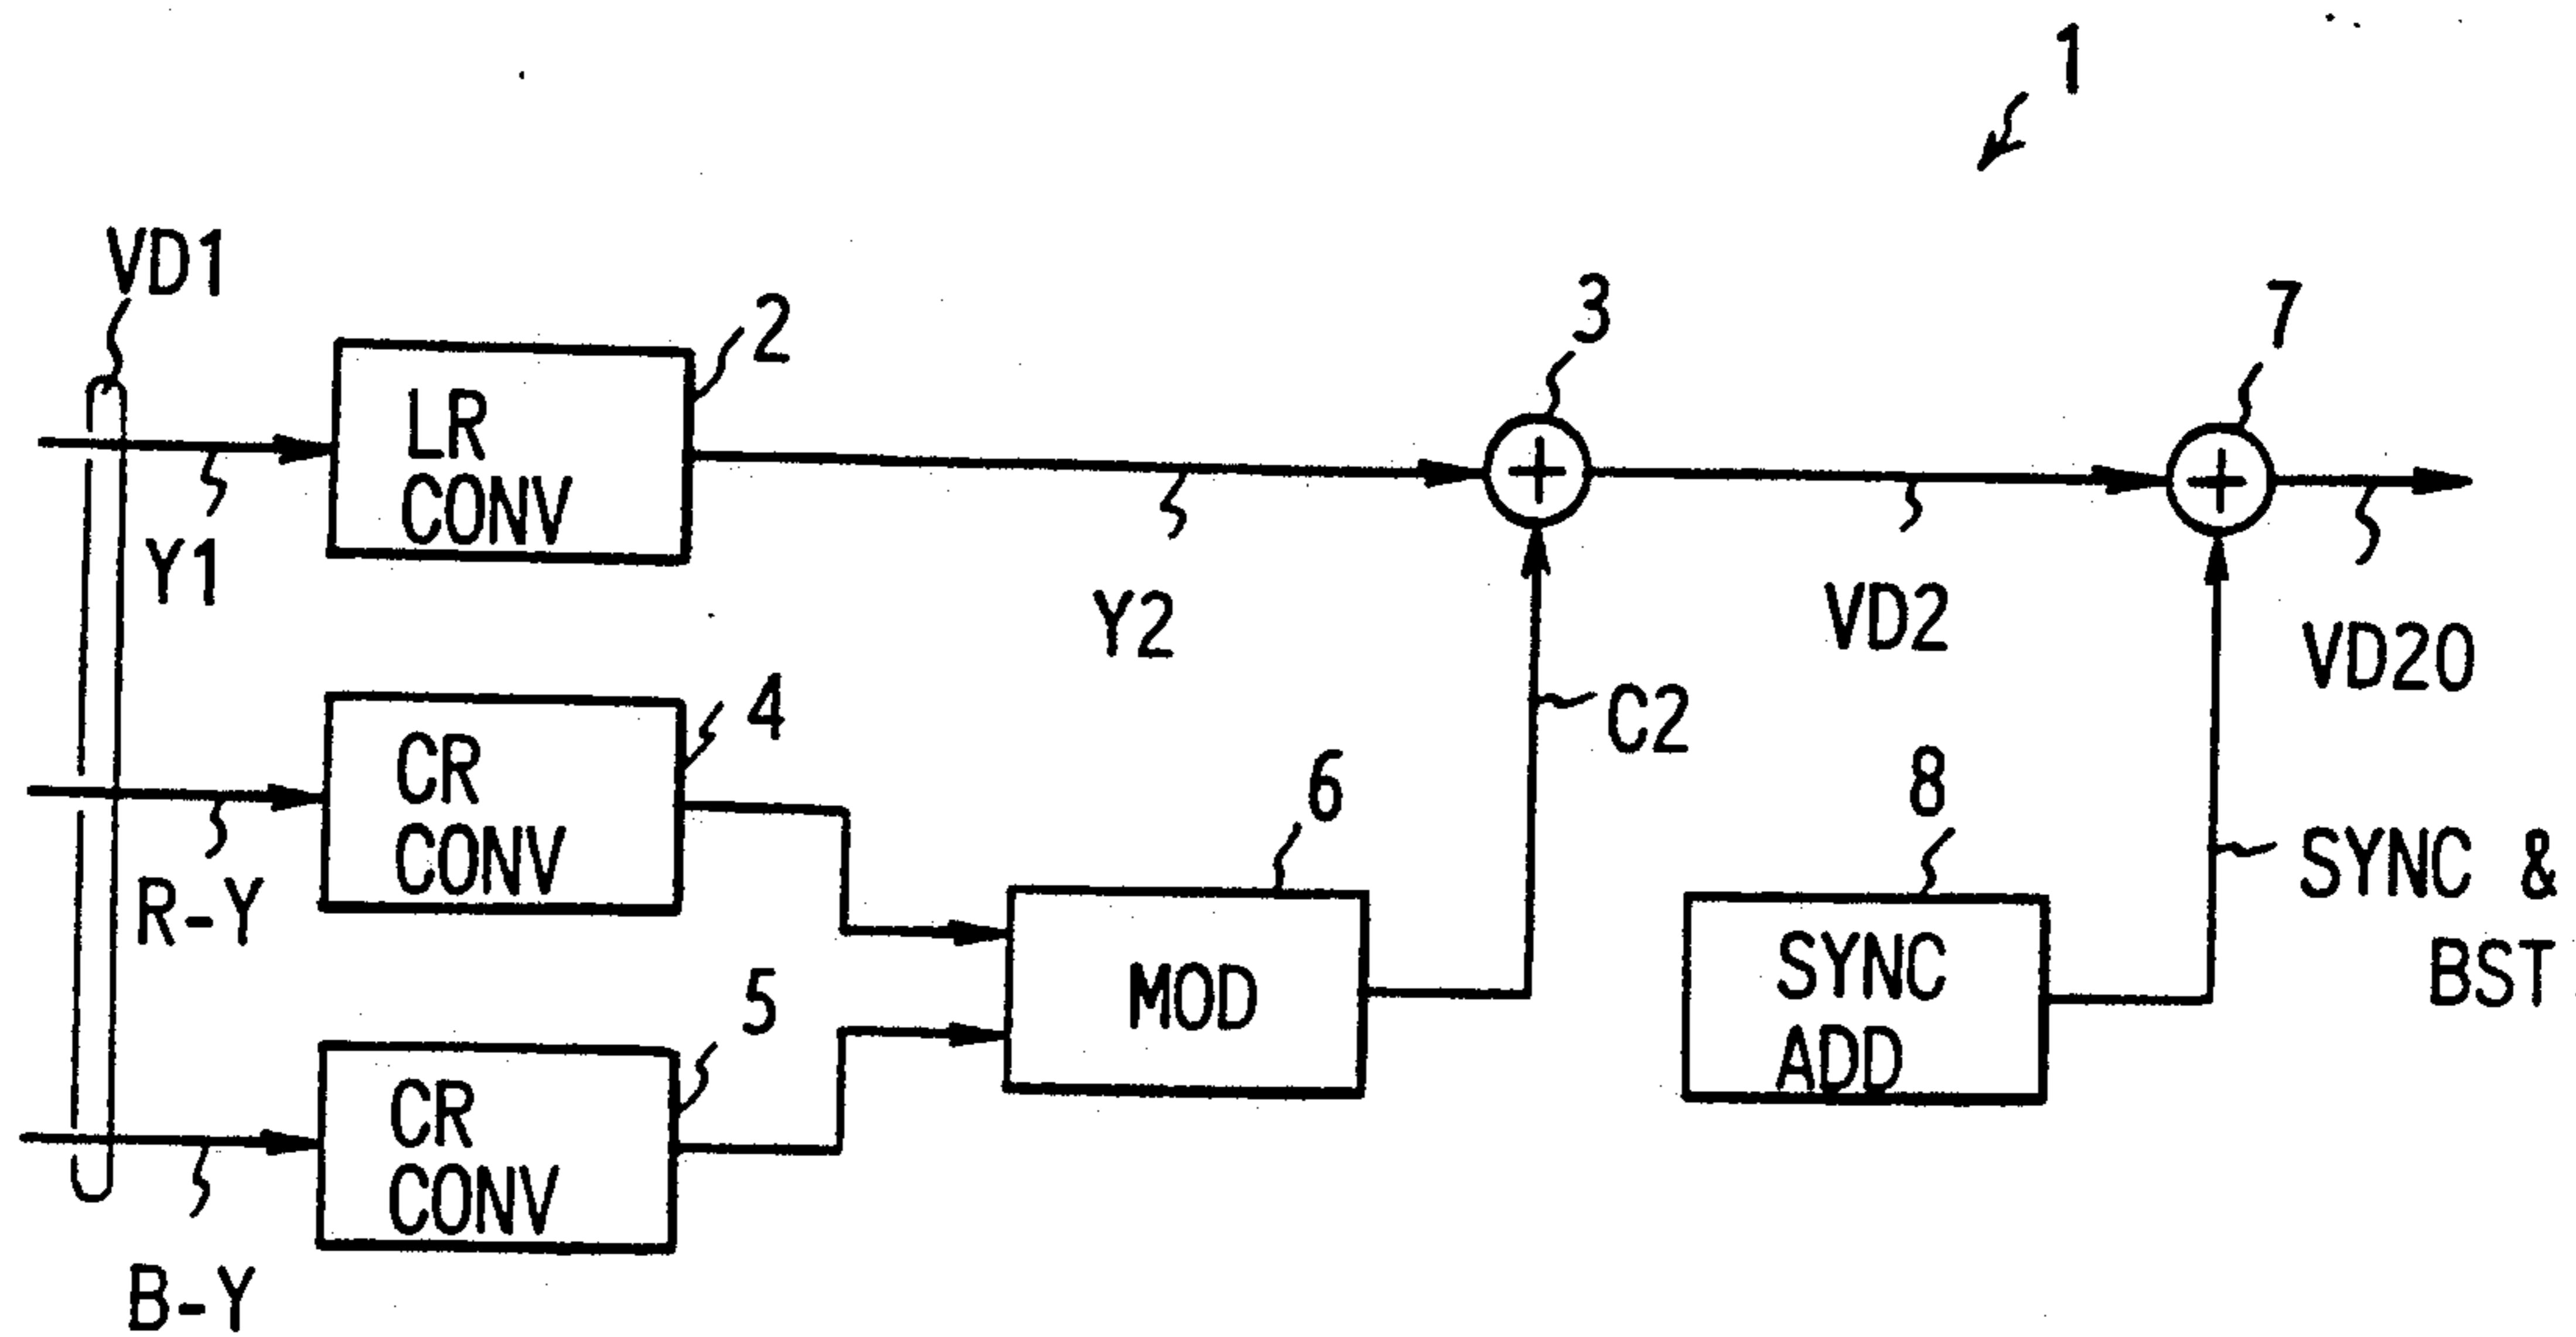 1
VD1
2
3
7
LR
CONV
Y1
Y2
VD2
VD20
4
CR
CONV
C2
R-Y
6
8
SYNC &
BST
5
MOD
SYNC
ADD
CR
CONV
B-Y